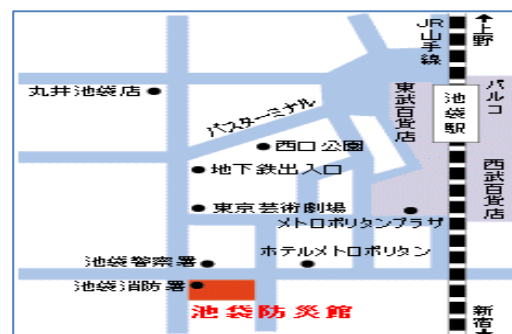 JR山手線
↑上野
丸井池袋店
東武百貨店
池袋駅
パルコ
バスターミナル
西口公園
地下鉄出入口
西武百貨店
東京芸術劇場
メトロポリタンプラザ
池袋警察署
ホテルメトロポリタン
池袋消防署
池袋防災館
新宿↓